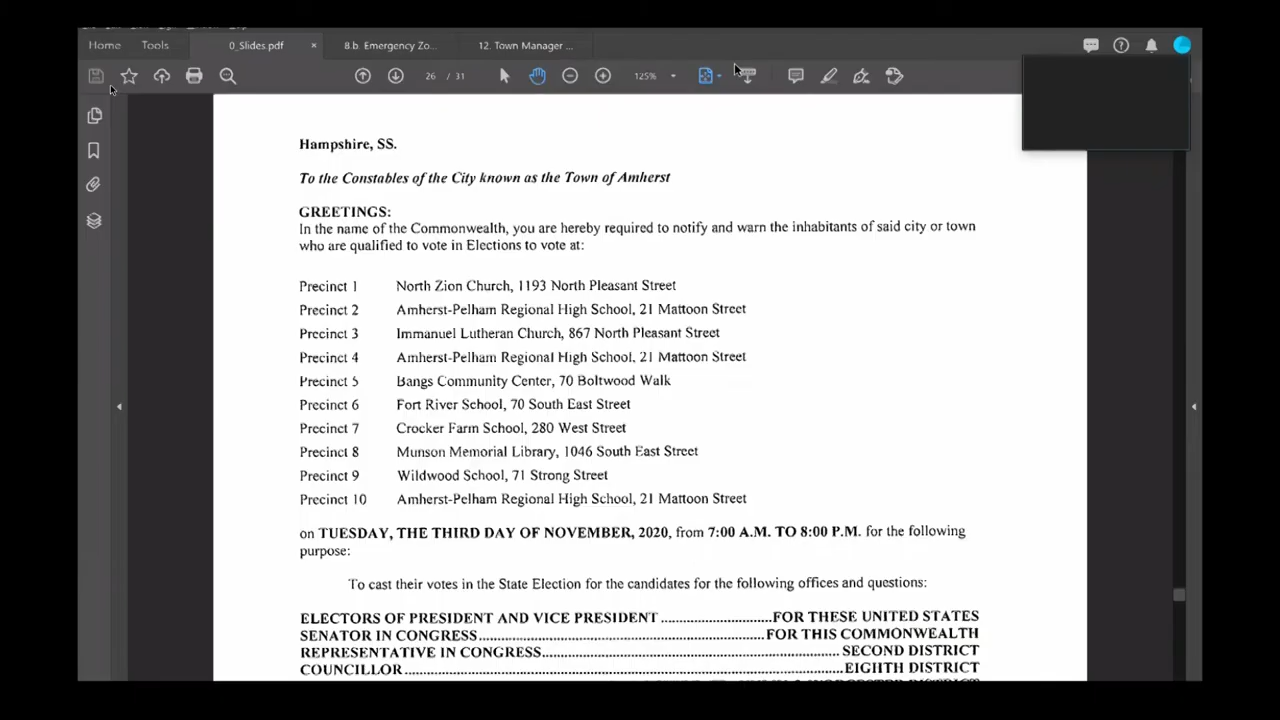 Home Tools 0_Slides.pdf × 8.b. Emergency Zo... 12. Town Manager ...
26 / 31 125%
Hampshire, SS.
To the Constables of the City known as the Town of Amherst
GREETINGS:
In the name of the Commonwealth, you are hereby required to notify and warn the inhabitants of said city or town
who are qualified to vote in Elections to vote at:
Precinct 1 North Zion Church, 1193 North Pleasant Street
Precinct 2 Amherst-Pelham Regional High School, 21 Mattoon Street
Precinct 3 Immanuel Lutheran Church, 867 North Pleasant Street
Precinct 4 Amherst-Pelham Regional High School, 21 Mattoon Street
Precinct 5 Bangs Community Center, 70 Boltwood Walk
Precinct 6 Fort River School, 70 South East Street
Precinct 7 Crocker Farm School, 280 West Street
Precinct 8 Munson Memorial Library, 1046 South East Street
Precinct 9 Wildwood School, 71 Strong Street
Precinct 10 Amherst-Pelham Regional High School, 21 Mattoon Street
on TUESDAY, THE THIRD DAY OF NOVEMBER, 2020, from 7:00 A.M. TO 8:00 P.M. for the following
purpose:
To cast their votes in the State Election for the candidates for the following offices and questions:
ELECTORS OF PRESIDENT AND VICE PRESIDENT ........................FOR THESE UNITED STATES
SENATOR IN CONGRESS............................................................FOR THIS COMMONWEALTH
REPRESENTATIVE IN CONGRESS..............................................................SECOND DISTRICT
COUNCILLOR..........................................................................................EIGHTH DISTRICT